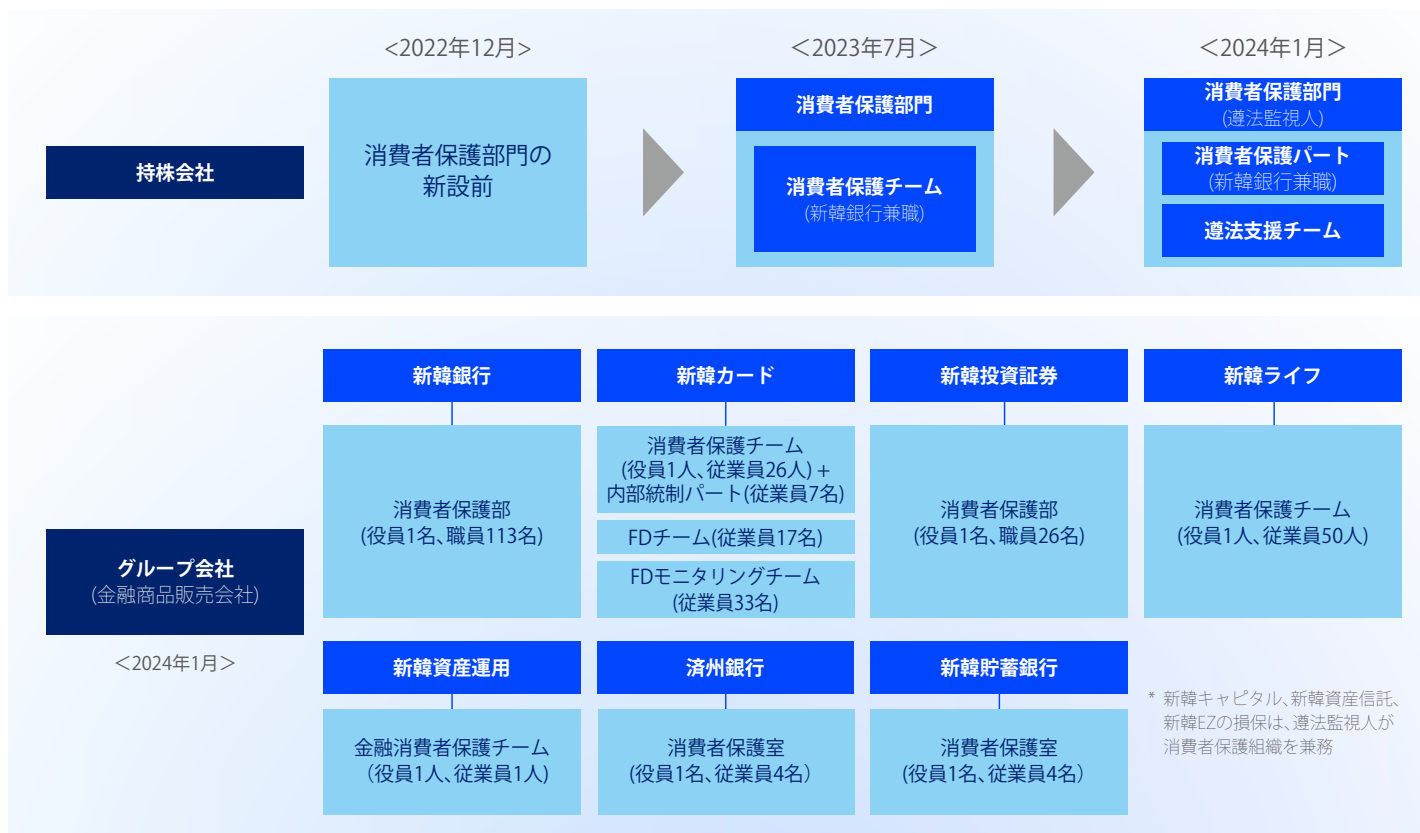 <2022年12月>
＜2023年7月＞
＜2024年1月＞
持株会社
消費者保護部門の
新設前
消費者保護部門
消費者保護チーム
(新韓銀行兼職)
消費者保護部門
(遵法監視人)
消費者保護パート
(新韓銀行兼職)
遵法支援チーム
グループ会社
(金融商品販売会社)
＜2024年1月＞
新韓銀行
消費者保護部
(役員1名、職員113名)
新韓カード
消費者保護チーム
(役員1人、従業員26人) +
内部統制パート(従業員7名)
FDチーム(従業員17名)
FDモニタリングチーム
(従業員33名)
新韓投資証券
消費者保護部
(役員1名、職員26名)
新韓ライフ
消費者保護チーム
(役員1人、従業員50人)
新韓資産運用
金融消費者保護チーム
（役員1人、従業員1人)
済州銀行
消費者保護室
(役員1名、従業員4名）
新韓貯蓄銀行
消費者保護室
(役員1名、従業員4名）
* 新韓キャピタル、新韓資産信託、
新韓EZの損保は、遵法監視人が
消費者保護組織を兼務